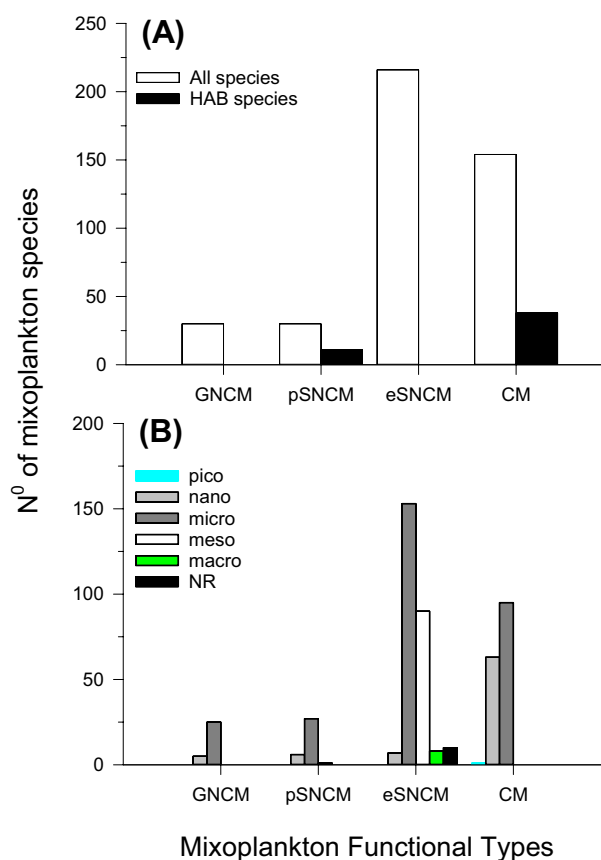 (A)
All species
HAB species
250
200
150
100
50
0
GNCM pSNCM eSNCM CM
(B)
pico
nano
micro
meso
macro
NR
200
150
100
50
0
GNCM pSNCM eSNCM CM
N⁰ of mixoplankton species
Mixoplankton Functional Types